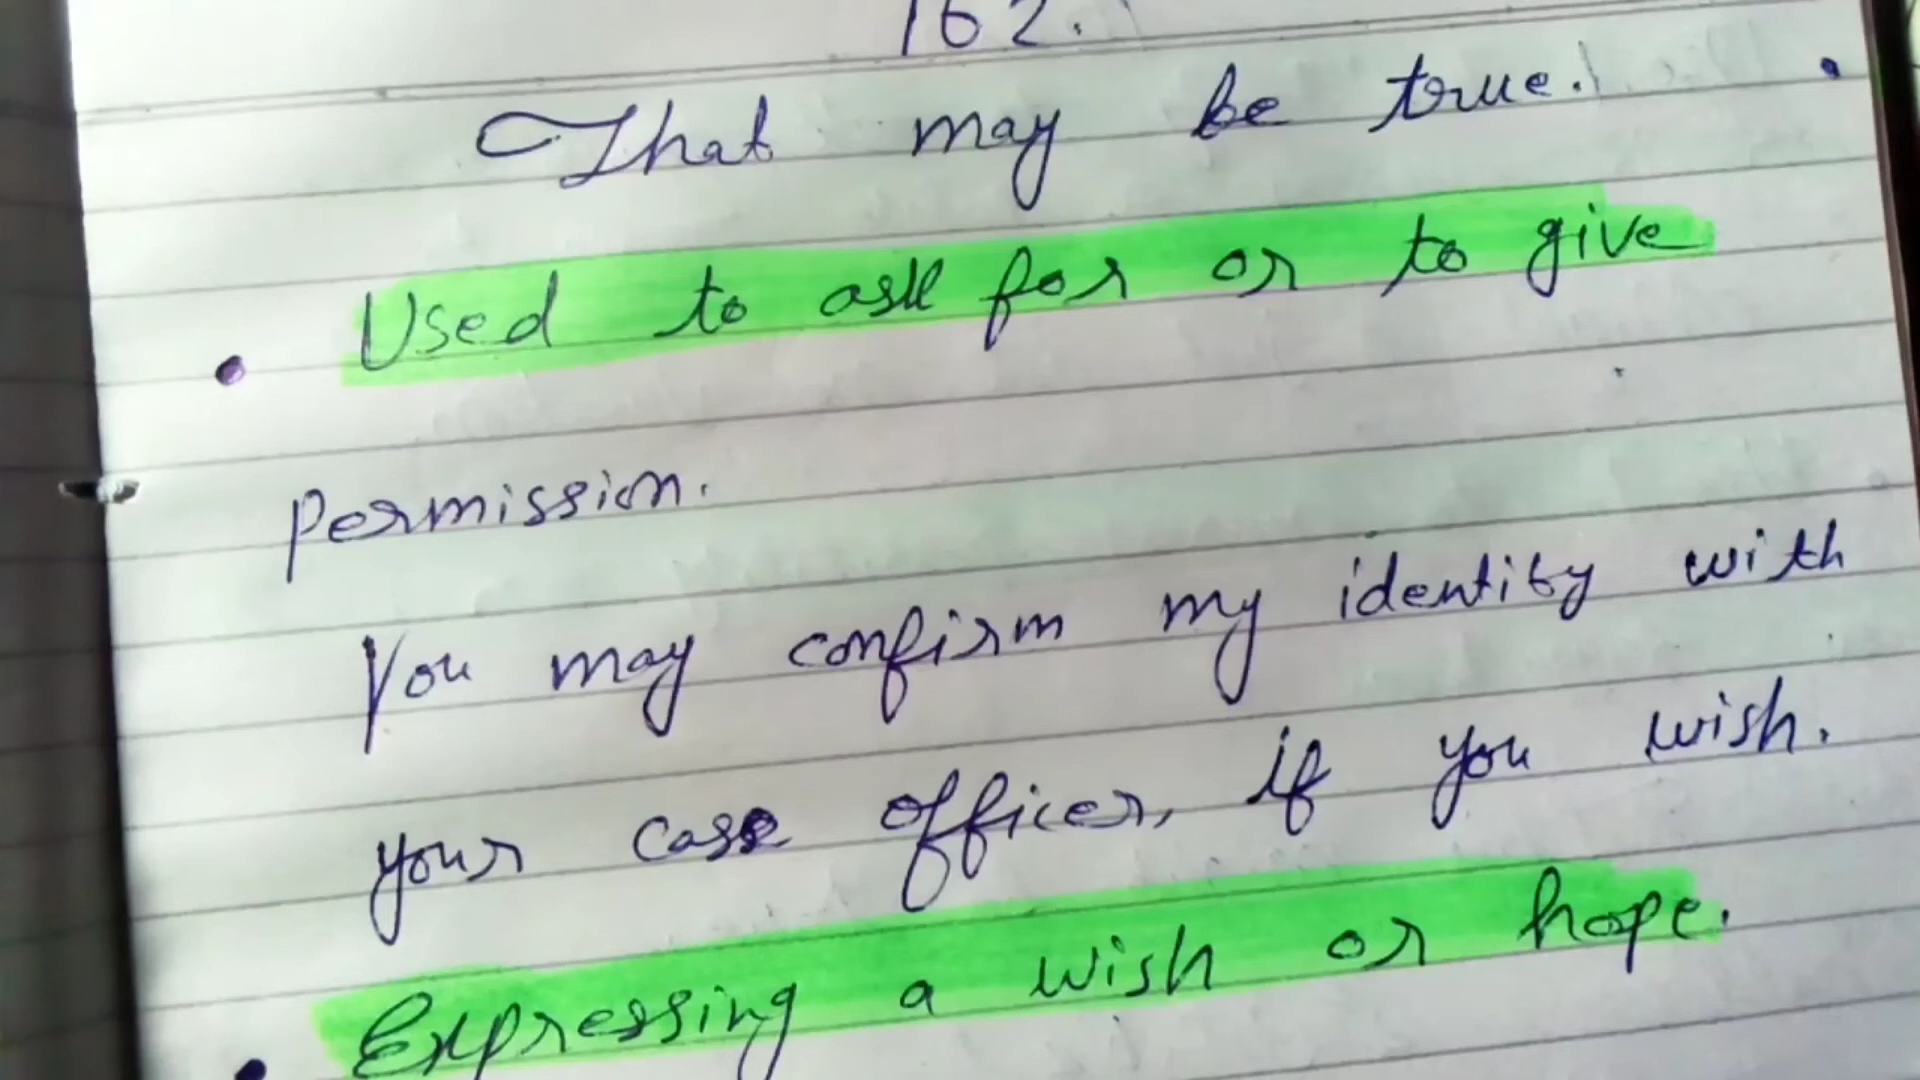 162.
That may be true.
Used to ask for or to give
permission.
You may confirm my identity with
your case officer, if you wish.
Expressing a wish or hope.